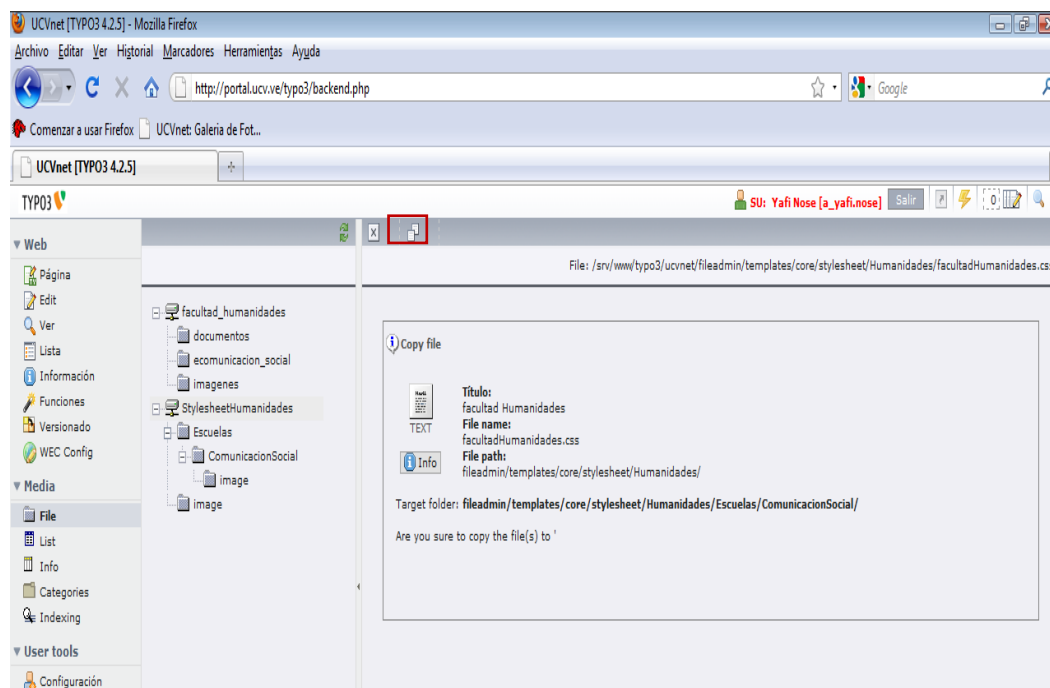 UCVnet [TYPO3 4.2.5] - Mozilla Firefox
Archivo Editar Ver Historial Marcadores Herramientas Ayuda
http://portal.ucv.ve/typo3/backend.php
Google
Comenzar a usar Firefox UCVnet: Galeria de Fot...
UCVnet [TYPO3 4.2.5]
TYPO3
SU: Yafi Nose [a_yafi.nose] Salir 0
Web
Página
Edit
Ver
Lista
Información
Funciones
Versionado
WEC Config
Media
File
List
Info
Categories
Indexing
User tools
Configuración
facultad_humanidades
documentos
ecomunicacion_social
imagenes
StylesheetHumanidades
Escuelas
ComunicacionSocial
image
image
File: /srv/www/typo3/ucvnet/fileadmin/templates/core/stylesheet/Humanidades/facultadHumanidades.cs
Copy file
TEXT
Info
Título:
facultad Humanidades
File name:
facultadHumanidades.css
File path:
fileadmin/templates/core/stylesheet/Humanidades/
Target folder: fileadmin/templates/core/stylesheet/Humanidades/Escuelas/ComunicacionSocial/
Are you sure to copy the file(s) to '